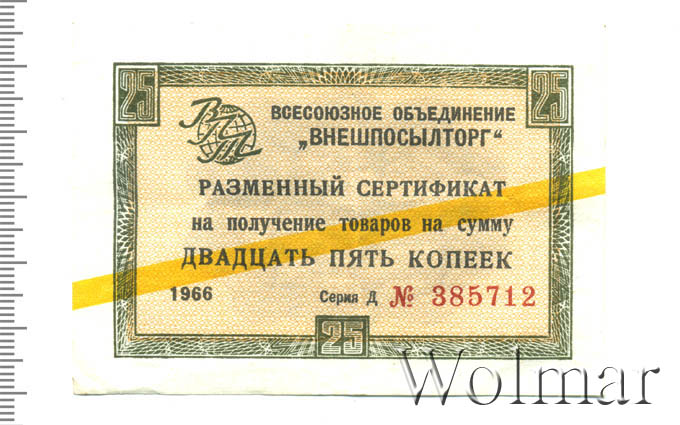 25 25
ВПТ
ВСЕСОЮЗНОЕ ОБЪЕДИНЕНИЕ
„ВНЕШПОСЫЛТОРГ“
РАЗМЕННЫЙ СЕРТИФИКАТ
на получение товаров на сумму
ДВАДЦАТЬ ПЯТЬ КОПЕЕК
1966 Серия Д № 385712
25
Wolmar